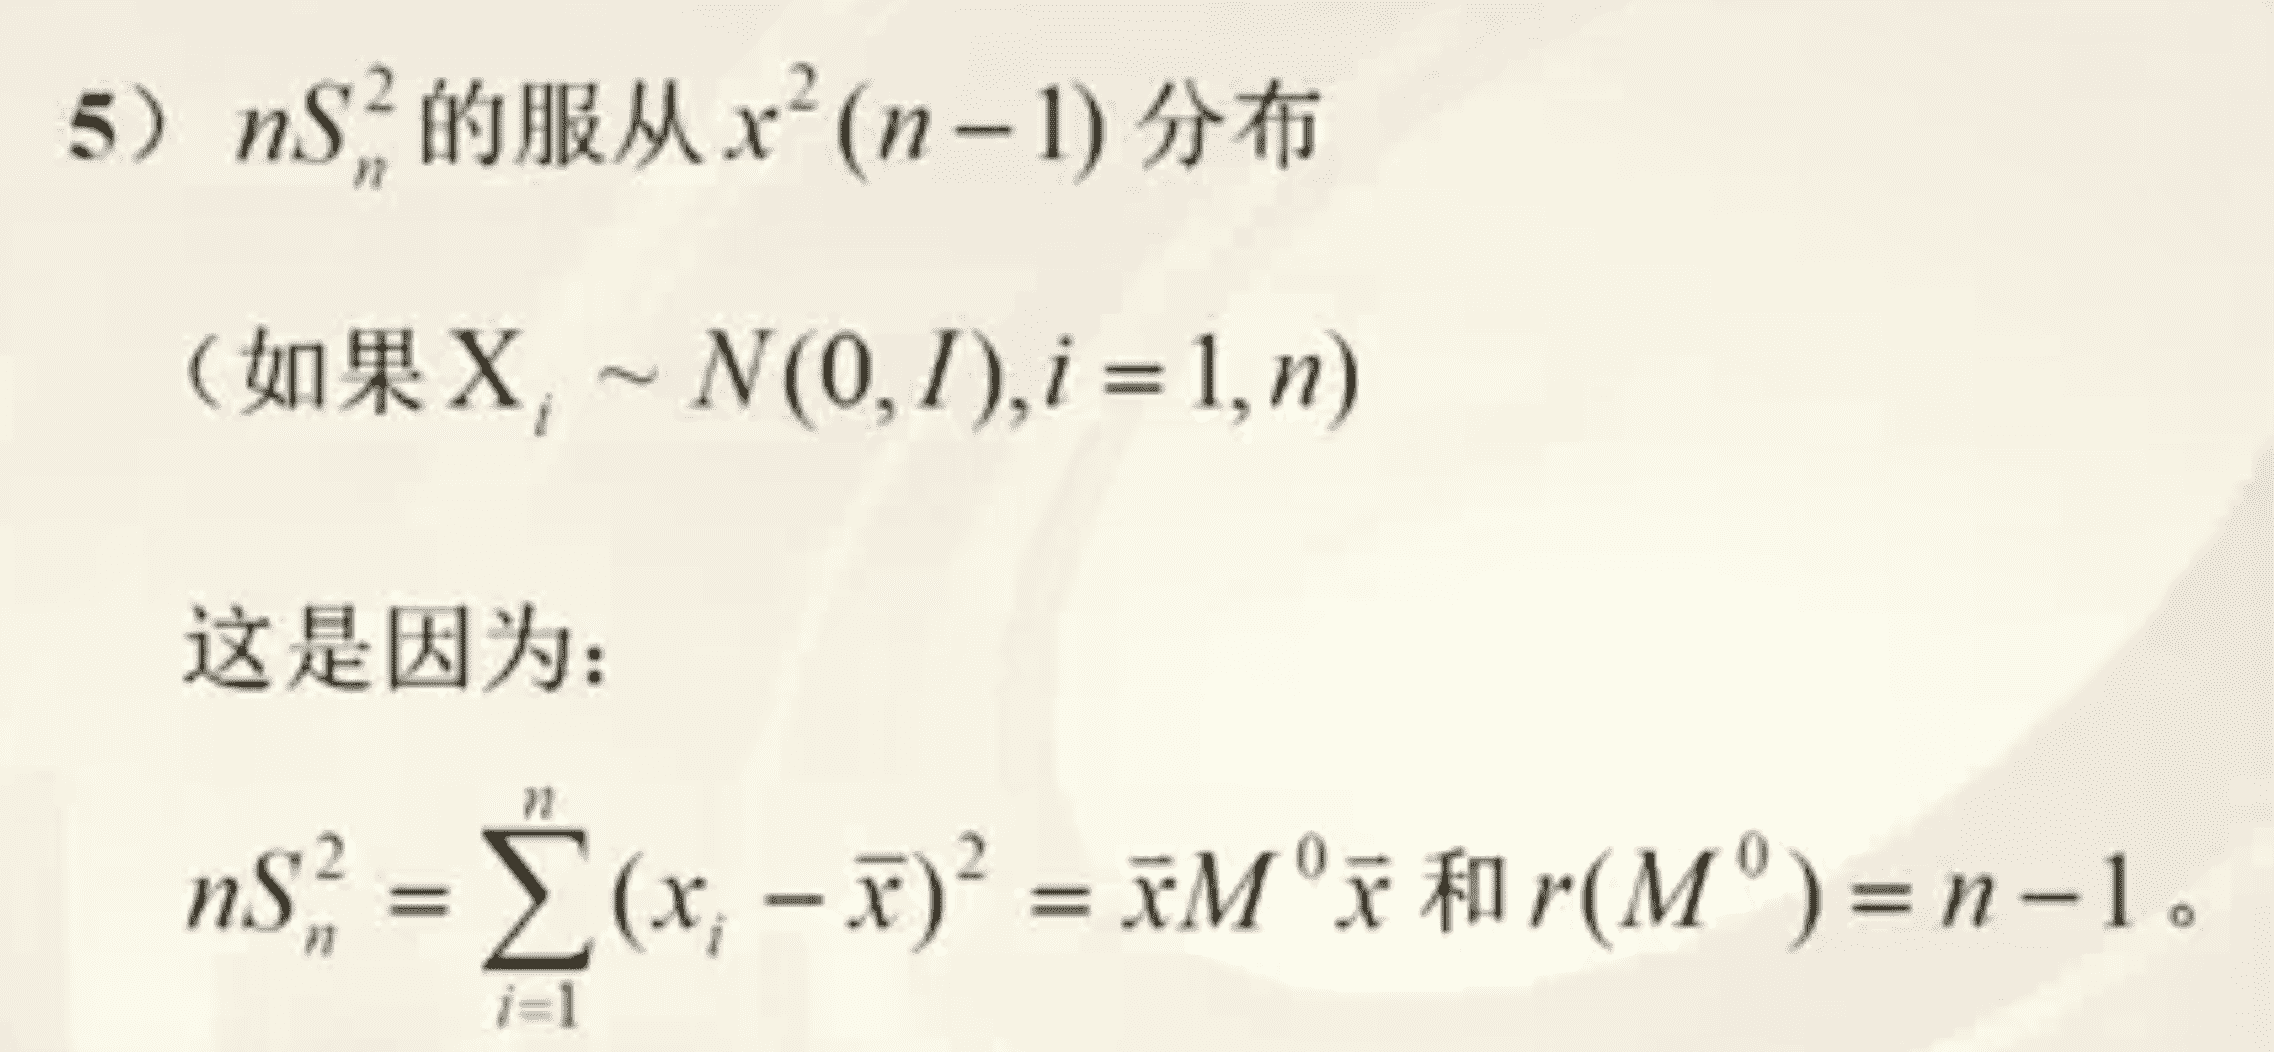 5） nS_n^2 的服从 x^2(n−1) 分布
（如果 X_i ~ N(0, I), i = 1, n)
这是因为：
nS_n^2 = \sum_{i=1}^{n} (x_i − \bar{x})^2 = \bar{x}M^0\bar{x} 和 r(M^0) = n − 1。